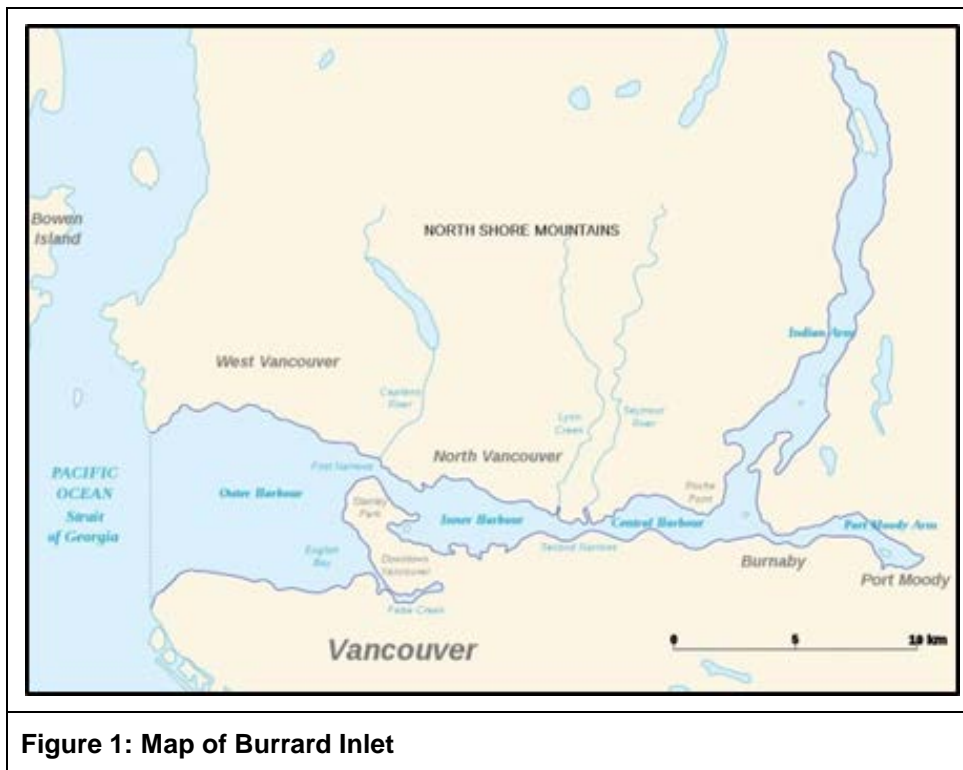 Bowen
Island
NORTH SHORE MOUNTAINS
Indian Arm
West Vancouver
Capilano
River
Lynn
Creek
Seymour
River
North Vancouver
First Narrows
PACIFIC
OCEAN
Strait
of Georgia
Outer Harbour
Stanley
Park
Roche
Point
Inner Harbour
Central Harbour
Port Moody Arm
English
Bay
Downtown
Vancouver
Second Narrows
Burnaby
Port Moody
False Creek
Vancouver
0 5 10 km
Figure 1: Map of Burrard Inlet